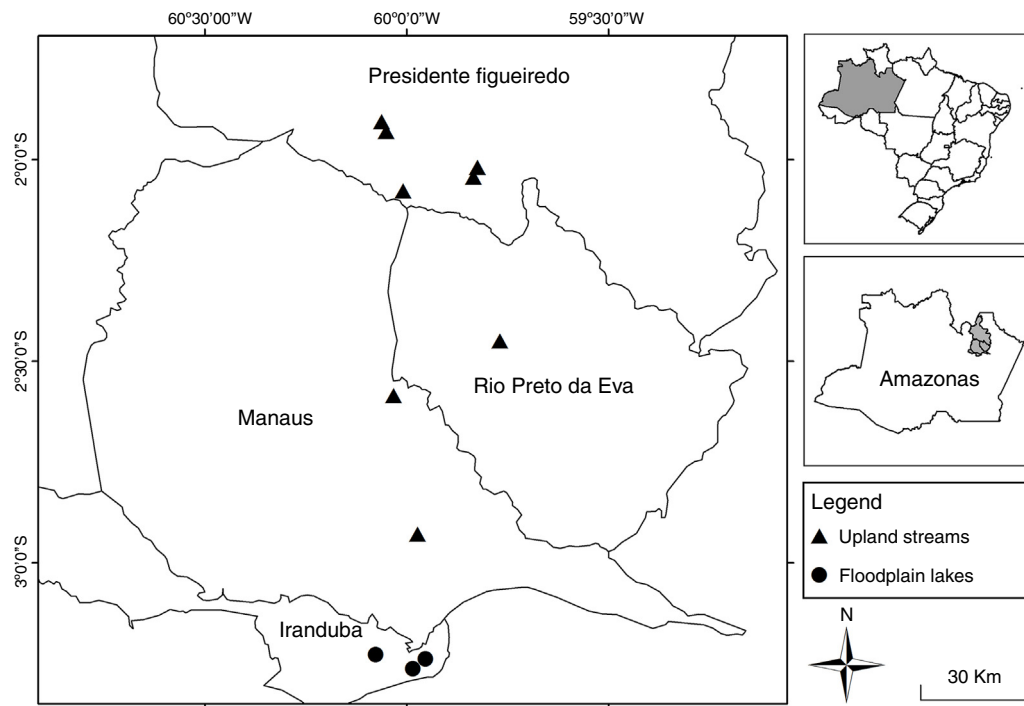 60°30'0"W
60°0'0"W
59°30'0"W
2°0'0"S
2°30'0"S
3°0'0"S
Presidente figueiredo
Rio Preto da Eva
Manaus
Iranduba
Amazonas
Legend
Upland streams
Floodplain lakes
N
30 Km